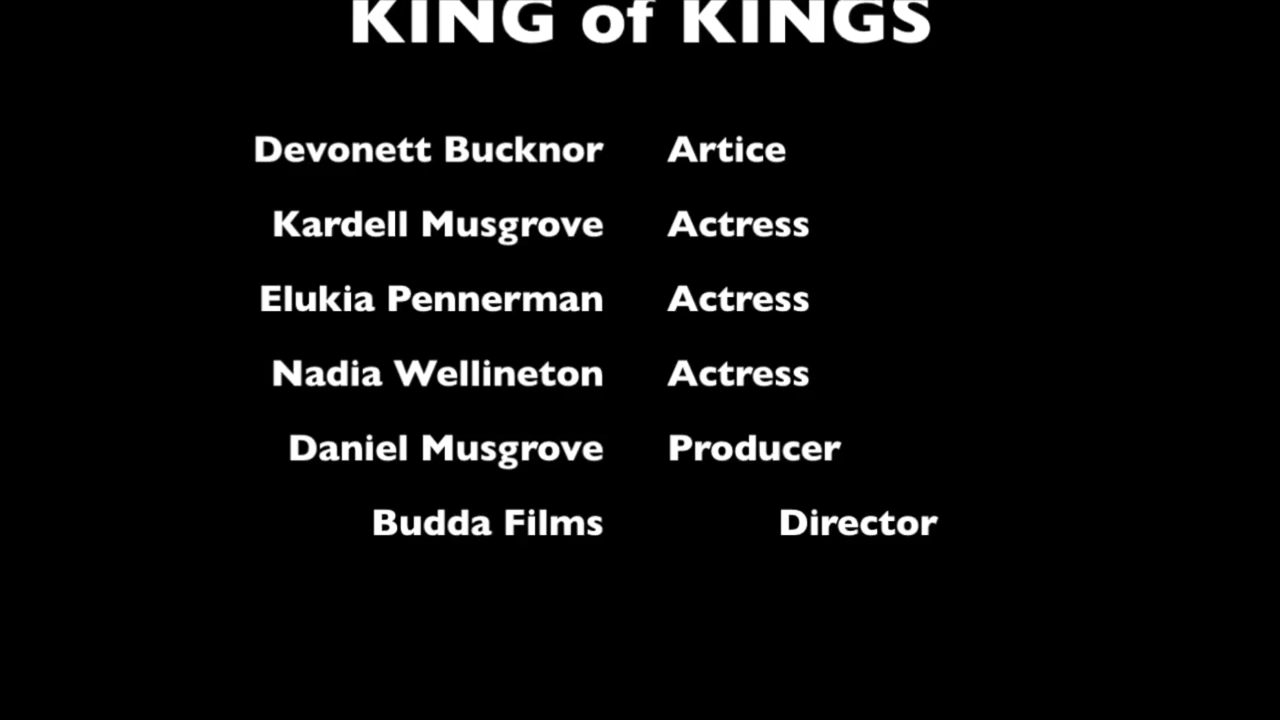 KING of KINGS
Devonett Bucknor Artice
Kardell Musgrove Actress
Elukia Pennerman Actress
Nadia Wellineton Actress
Daniel Musgrove Producer
Budda Films Director